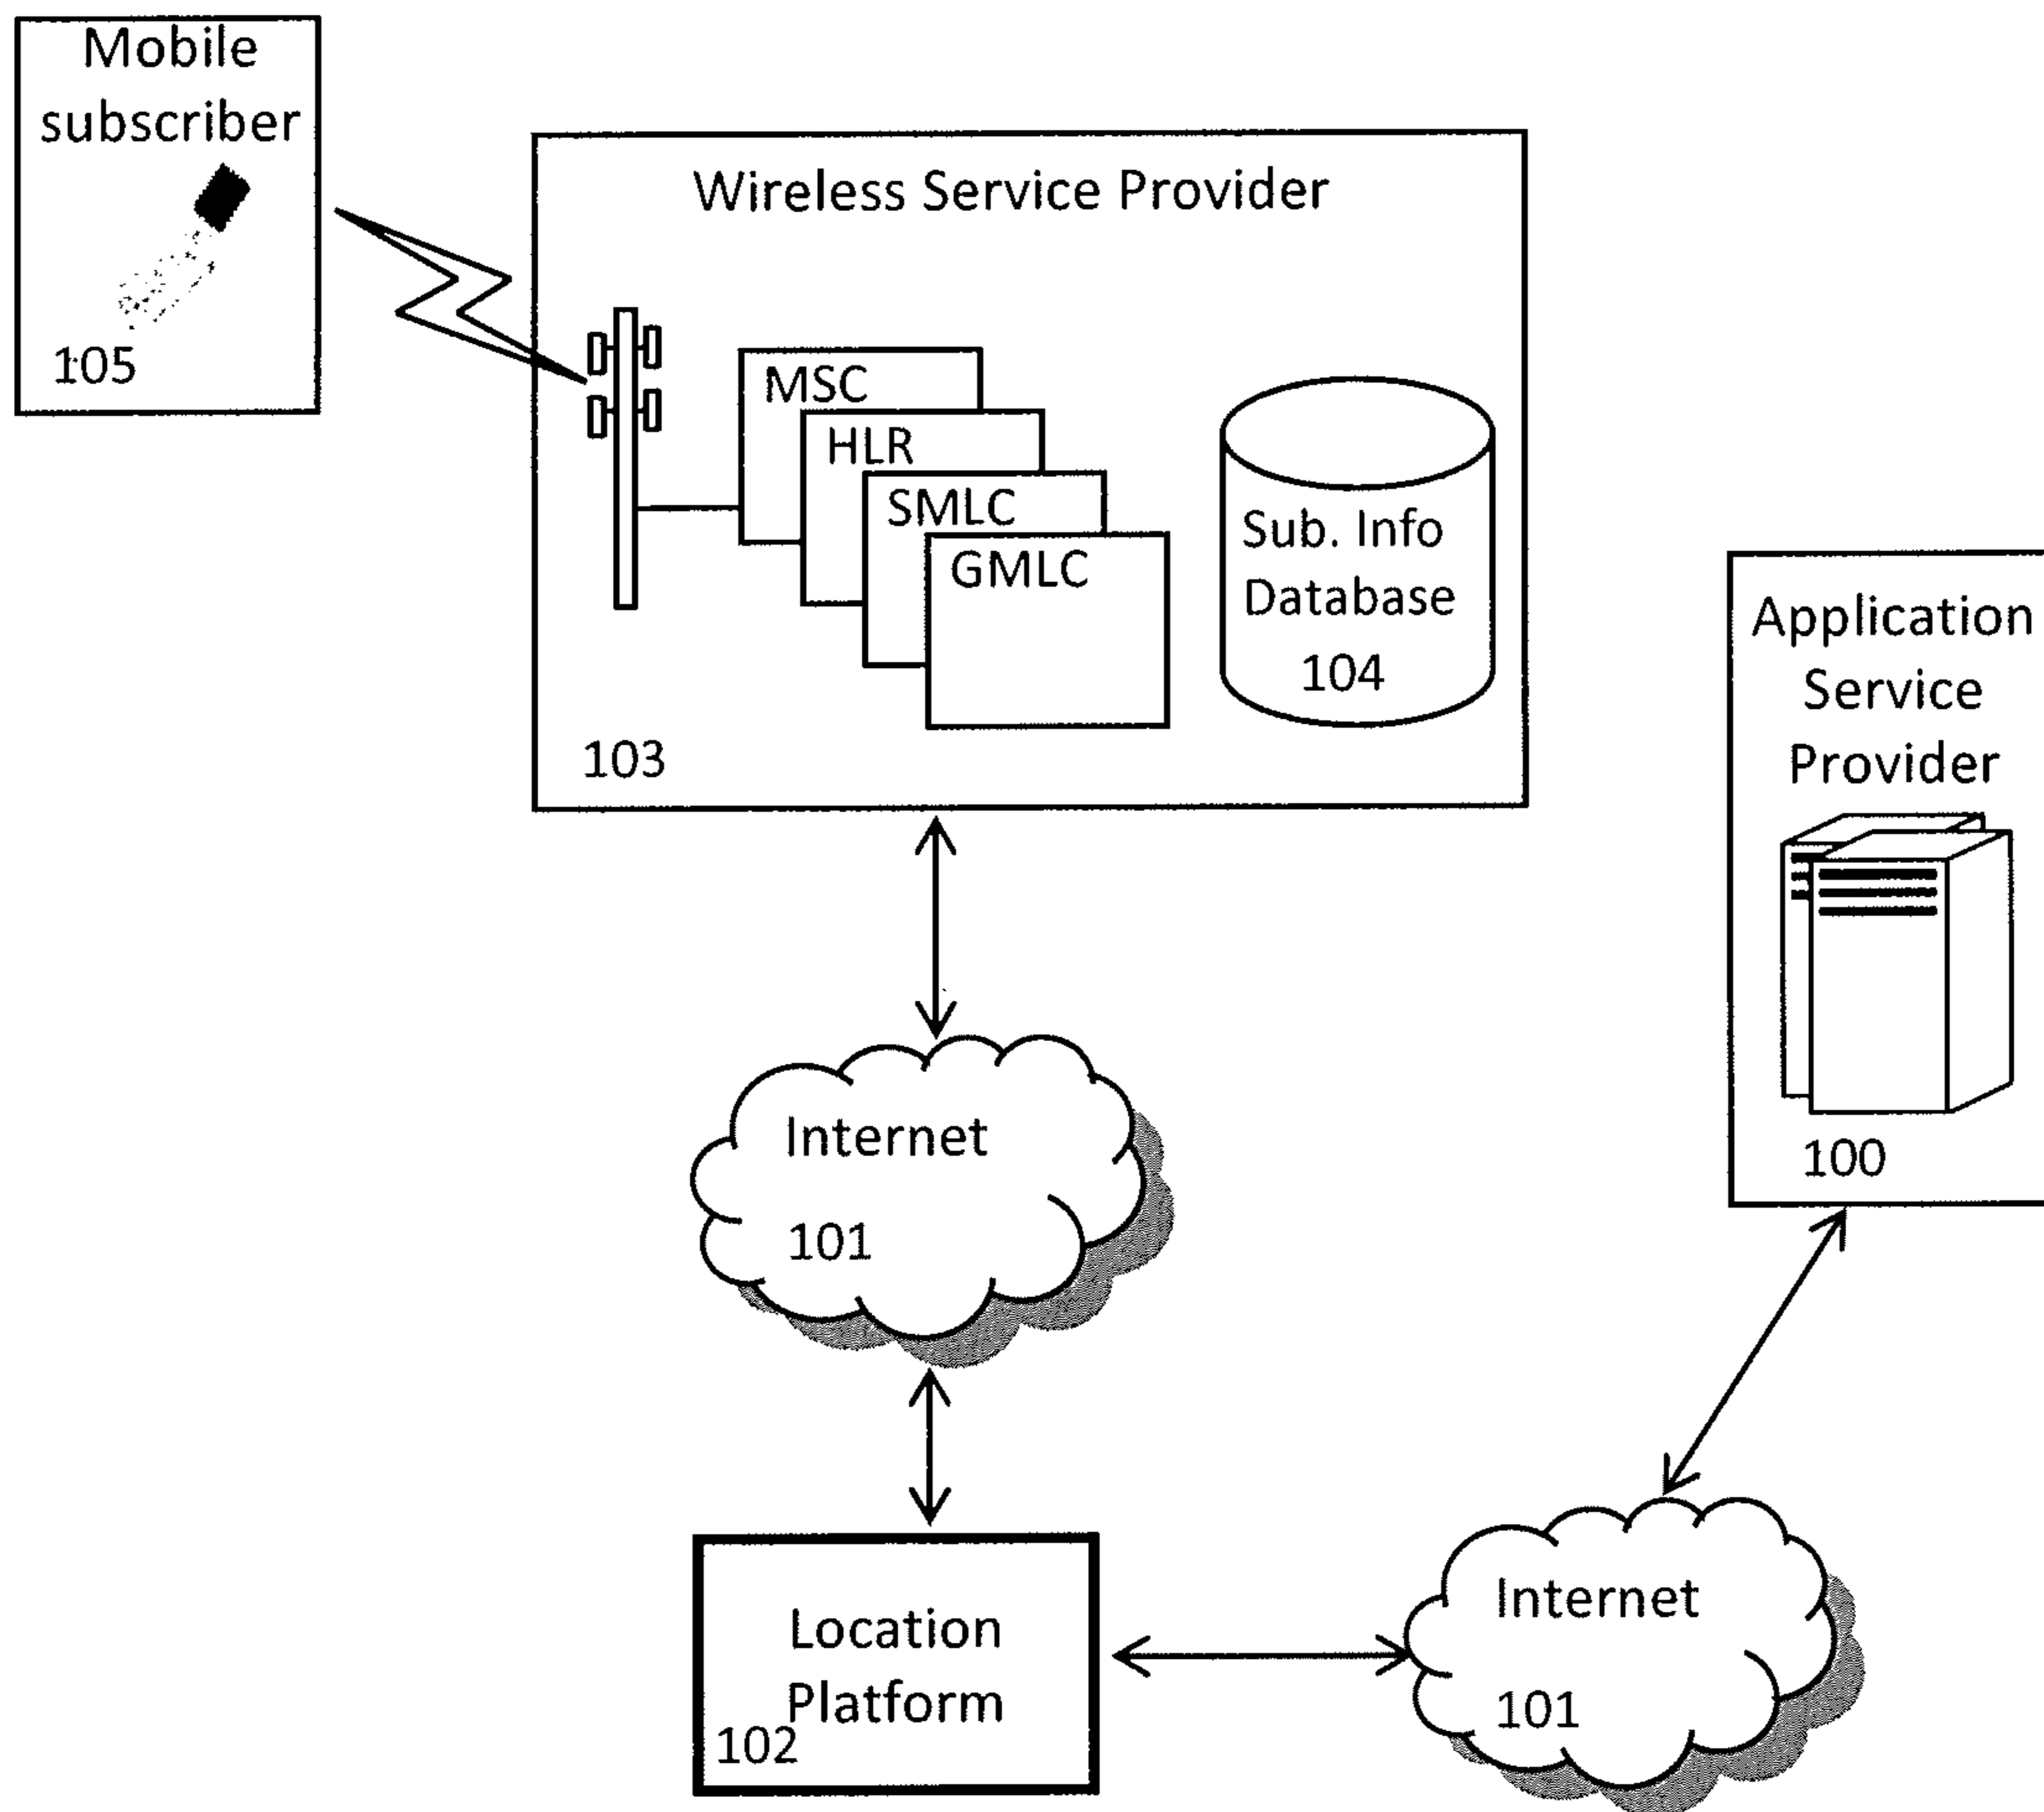 Mobile
subscriber
105
Wireless Service Provider
MSC
HLR
SMLC
GMLC
Sub. Info
Database
104
103
Application
Service
Provider
100
Internet
101
Location
Platform
102
Internet
101